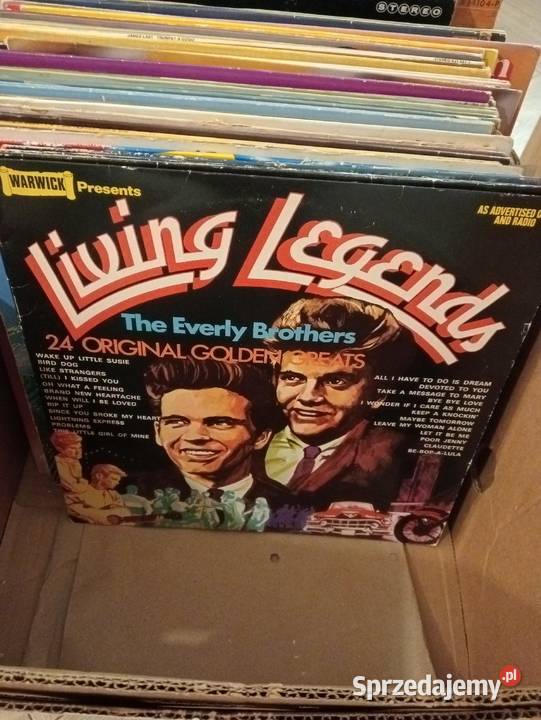 STEREO
JAMES LAST
WARWICK
Presents
AS ADVERTISED O
AND RADIO
Living Legends
The Everly Brothers
24 ORIGINAL GOLDEN GREATS
WAKE UP LITTLE SUSIE
BIRD DOG
LIKE STRANGERS
(TILL) I KISSED YOU
OH WHAT A FEELING
BRAND NEW HEARTACHE
WHEN WILL I BE LOVED
RIP IT UP
SINCE YOU BROKE MY HEART
LIGHTNING EXPRESS
PROBLEMS
THIS LITTLE GIRL OF MINE
ALL I HAVE TO DO IS DREAM
DEVOTED TO YOU
TAKE A MESSAGE TO MARY
BYE BYE LOVE
I WONDER IF I CARE AS MUCH
KEEP A KNOCKIN'
MAYBE TOMORROW
LEAVE MY WOMAN ALONE
LET IT BE ME
POOR JENNY
CLAUDETTE
BE-BOP-A-LULA
Sprzedajemy.pl